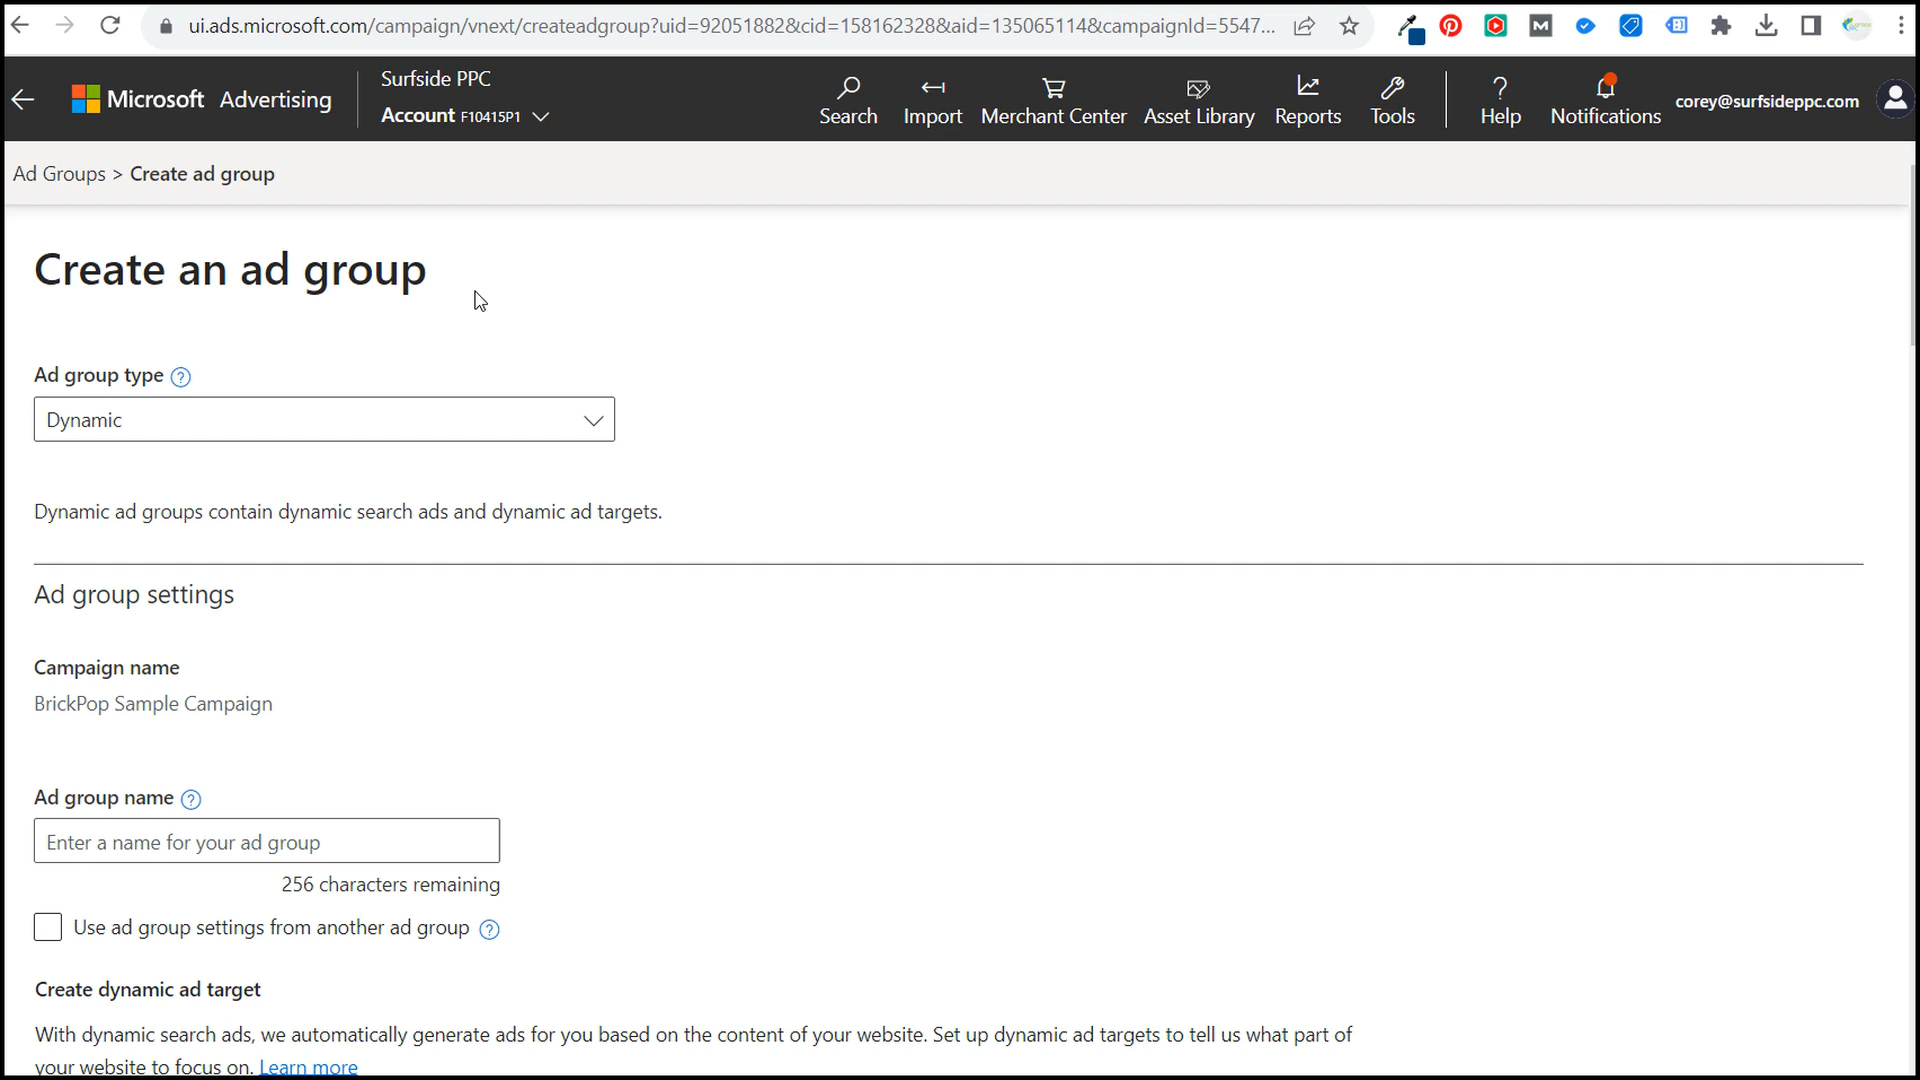 ui.ads.microsoft.com/campaign/vnext/createadgroup?uid=92051882&cid=158162328&aid=135065114&campaignId=5547...
Microsoft Advertising
Surfside PPC
Account F10415P1
Search
Import
Merchant Center
Asset Library
Reports
Tools
Help
Notifications
corey@surfsideppc.com
Ad Groups > Create ad group
Create an ad group
Ad group type
Dynamic
Dynamic ad groups contain dynamic search ads and dynamic ad targets.
Ad group settings
Campaign name
BrickPop Sample Campaign
Ad group name
Enter a name for your ad group
256 characters remaining
Use ad group settings from another ad group
Create dynamic ad target
With dynamic search ads, we automatically generate ads for you based on the content of your website. Set up dynamic ad targets to tell us what part of
your website to focus on. Learn more